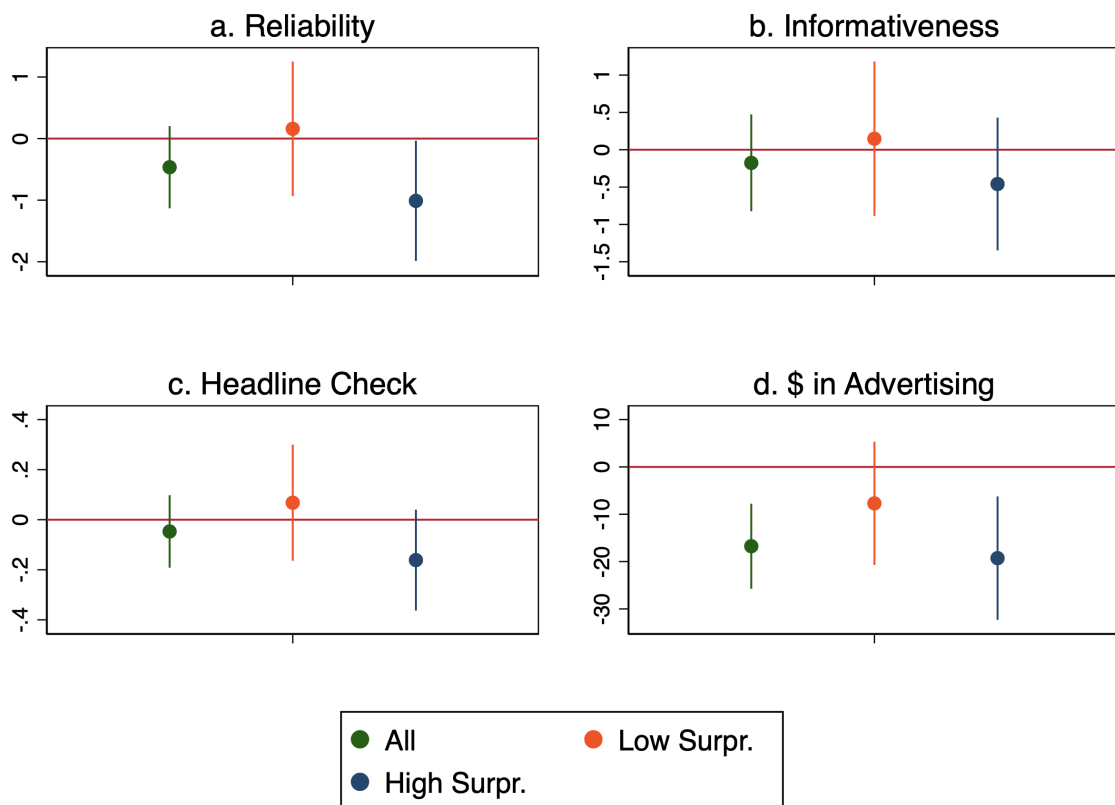 a. Reliability
1
0
-1
-2
b. Informativeness
1
.5
0
-.5
-1
-1.5
c. Headline Check
.4
.2
0
-.2
-.4
d. $ in Advertising
10
0
-10
-20
-30
All
Low Surpr.
High Surpr.